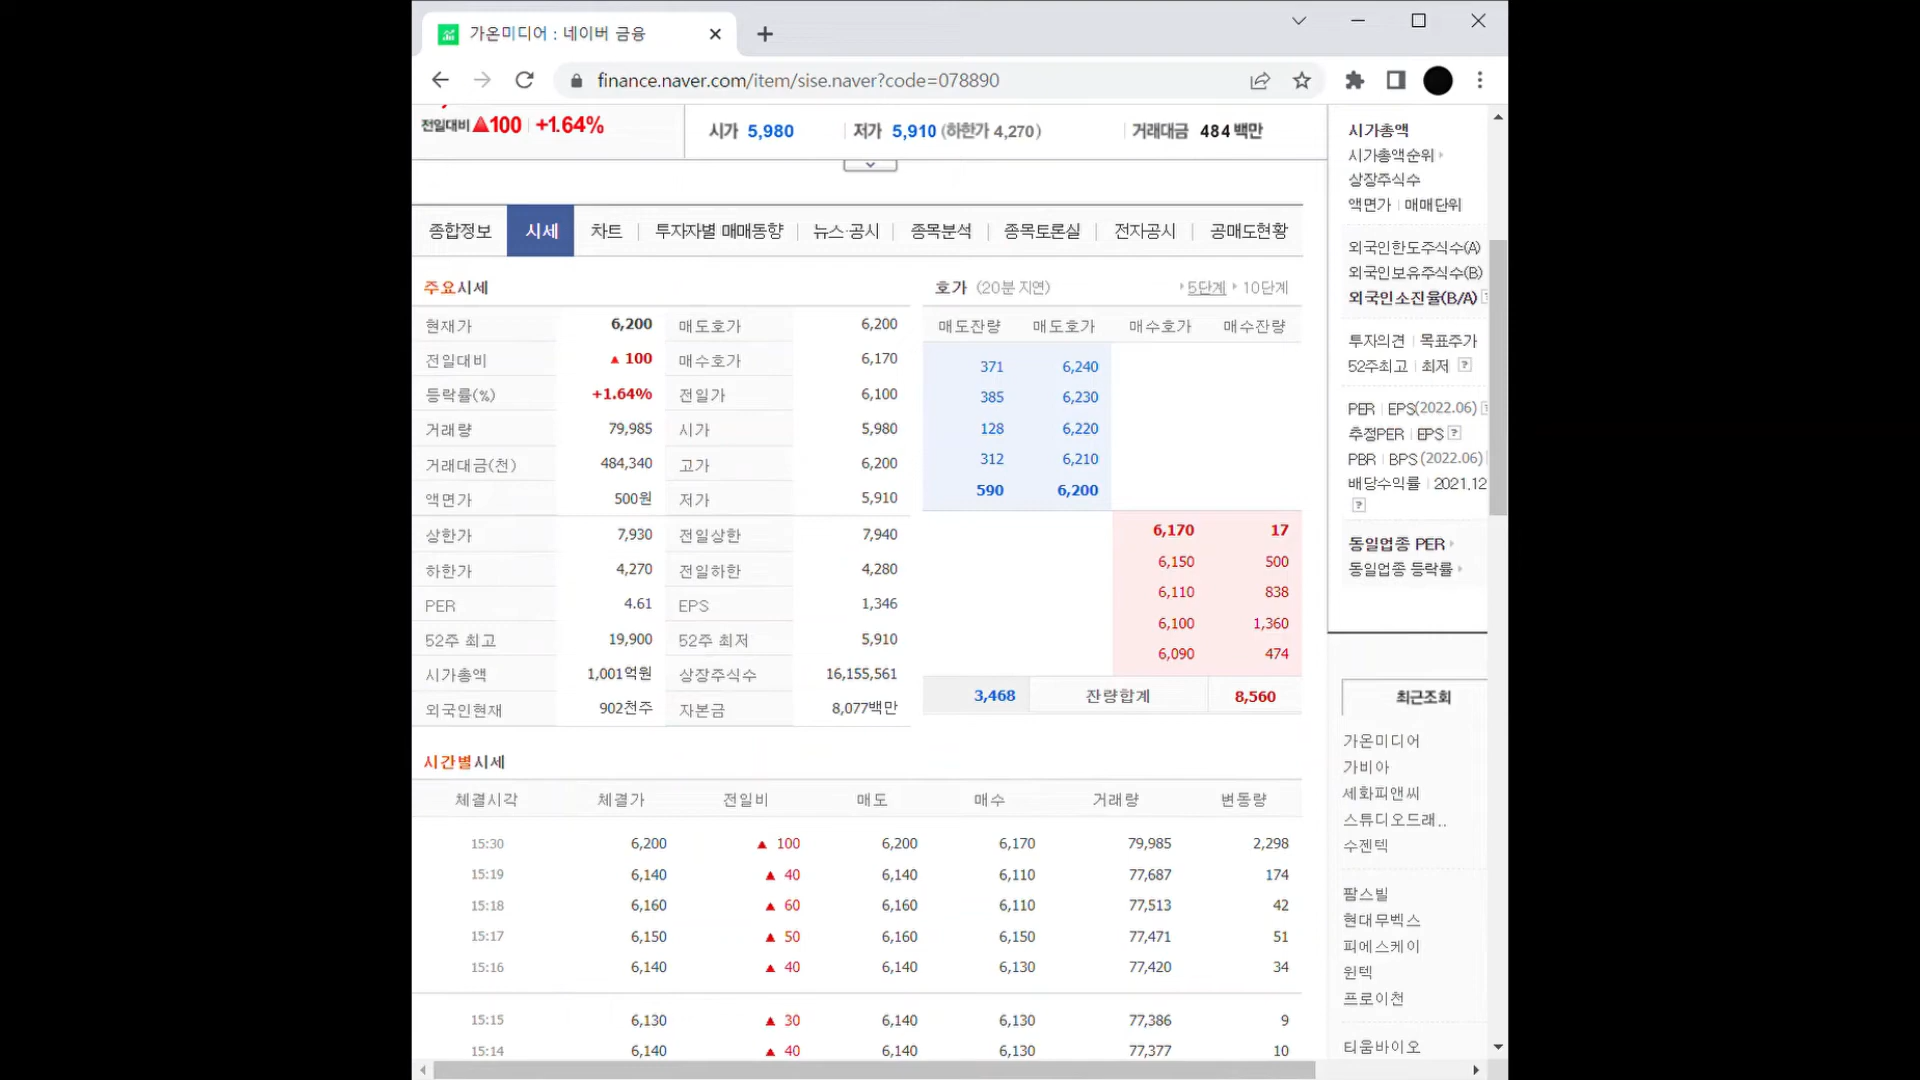 가온미디어 : 네이버 금융
finance.naver.com/item/sise.naver?code=078890
전일대비 ▲100 +1.64%
시가 5,980 저가 5,910 (하한가 4,270) 거래대금 484 백만
종합정보 시세 차트 투자자별 매매동향 뉴스·공시 종목분석 종목토론실 전자공시 공매도현황
주요시세
현재가 6,200 매도호가 6,200
전일대비 ▲ 100 매수호가 6,170
등락률(%) +1.64% 전일가 6,100
거래량 79,985 시가 5,980
거래대금(천) 484,340 고가 6,200
액면가 500원 저가 5,910
상한가 7,930 전일상한 7,940
하한가 4,270 전일하한 4,280
PER 4.61 EPS 1,346
52주 최고 19,900 52주 최저 5,910
시가총액 1,001억원 상장주식수 16,155,561
외국인현재 902천주 자본금 8,077백만
호가 (20분 지연) 5단계 10단계
매도잔량 매도호가 매수호가 매수잔량
371 6,240
385 6,230
128 6,220
312 6,210
590 6,200
6,170 17
6,150 500
6,110 838
6,100 1,360
6,090 474
3,468 잔량합계 8,560
시간별시세
체결시각 체결가 전일비 매도 매수 거래량 변동량
15:30 6,200 ▲ 100 6,200 6,170 79,985 2,298
15:19 6,140 ▲ 40 6,140 6,110 77,687 174
15:18 6,160 ▲ 60 6,160 6,110 77,513 42
15:17 6,150 ▲ 50 6,160 6,150 77,471 51
15:16 6,140 ▲ 40 6,140 6,130 77,420 34
15:15 6,130 ▲ 30 6,140 6,130 77,386 9
15:14 6,140 ▲ 40 6,140 6,130 77,377 10
시가총액
시가총액순위
상장주식수
액면가 매매단위
외국인한도주식수(A)
외국인보유주식수(B)
외국인소진율(B/A)
투자의견 목표주가
52주최고 최저 ?
PER EPS(2022.06)
추정PER EPS ?
PBR BPS (2022.06)
배당수익률 2021.12
?
동일업종 PER
동일업종 등락률
최근조회
가온미디어
가비아
세화피앤씨
스튜디오드래..
수젠텍
팜스빌
현대무벡스
피에스케이
윈텍
프로이천
티움바이오